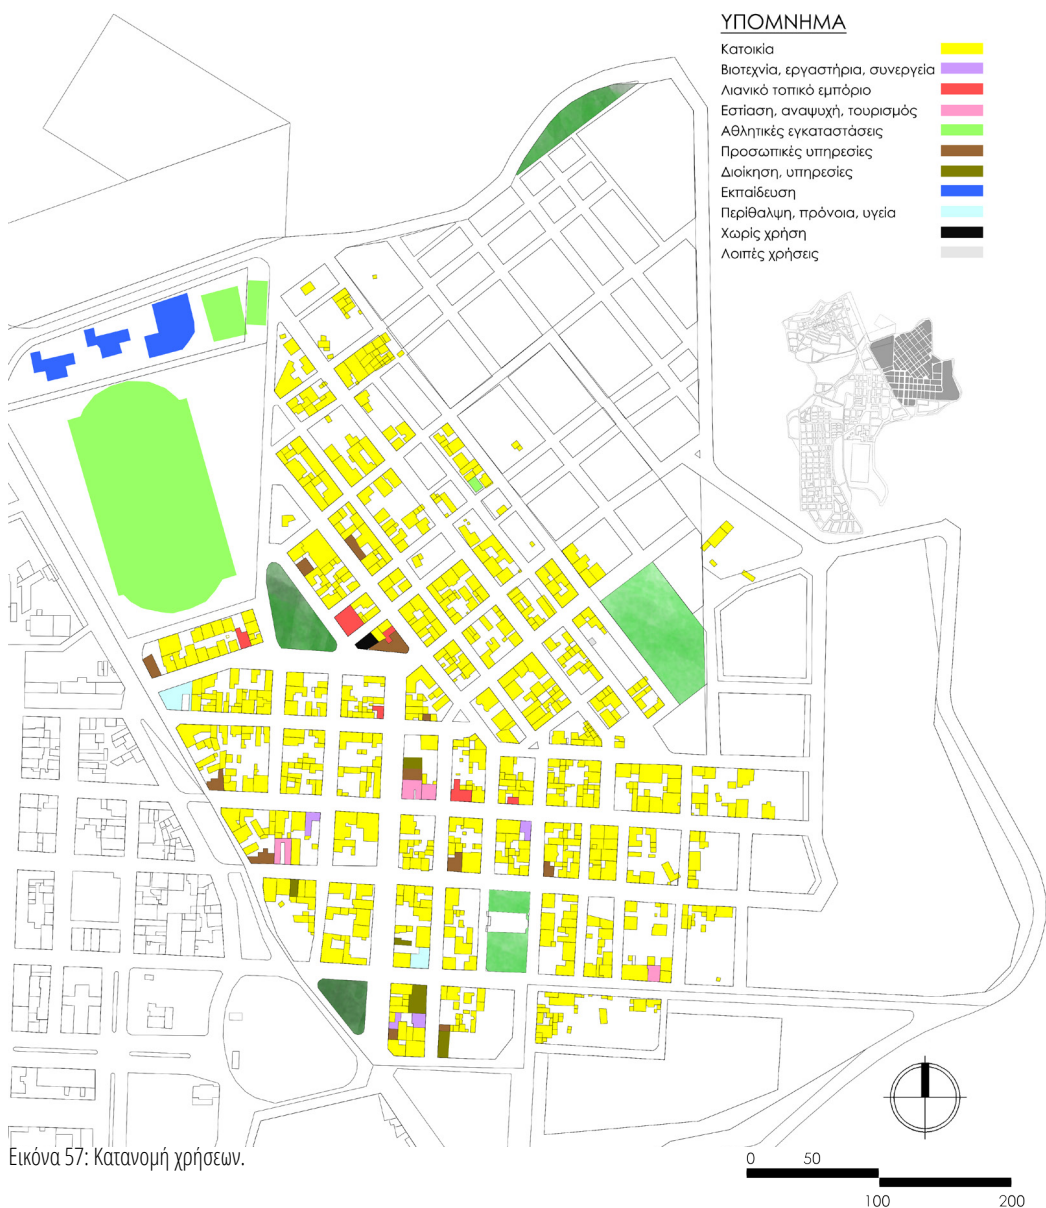 ΥΠΟΜΝΗΜΑ
Κατοικία
Βιοτεχνία, εργαστήρια, συνεργεία
Λιανικό τοπικό εμπόριο
Εστίαση, αναψυχή, τουρισμός
Αθλητικές εγκαταστάσεις
Προσωπικές υπηρεσίες
Διοίκηση, υπηρεσίες
Εκπαίδευση
Περίθαλψη, πρόνοια, υγεία
Χωρίς χρήση
Λοιπές χρήσεις
Εικόνα 57: Κατανομή χρήσεων.
0 50
100 200